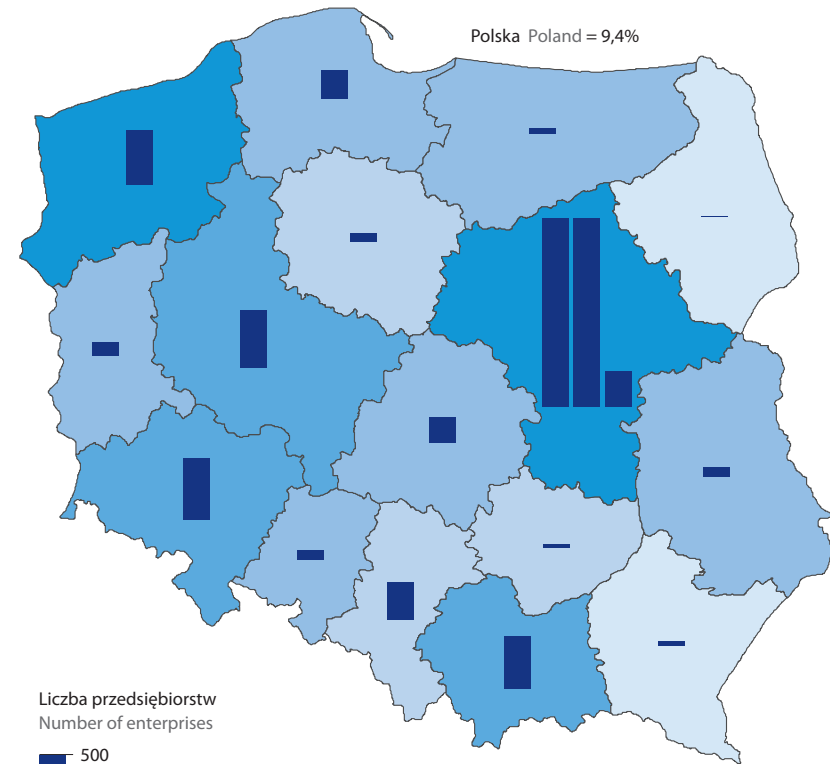 Polska Poland = 9,4%
Liczba przedsiębiorstw
Number of enterprises
500